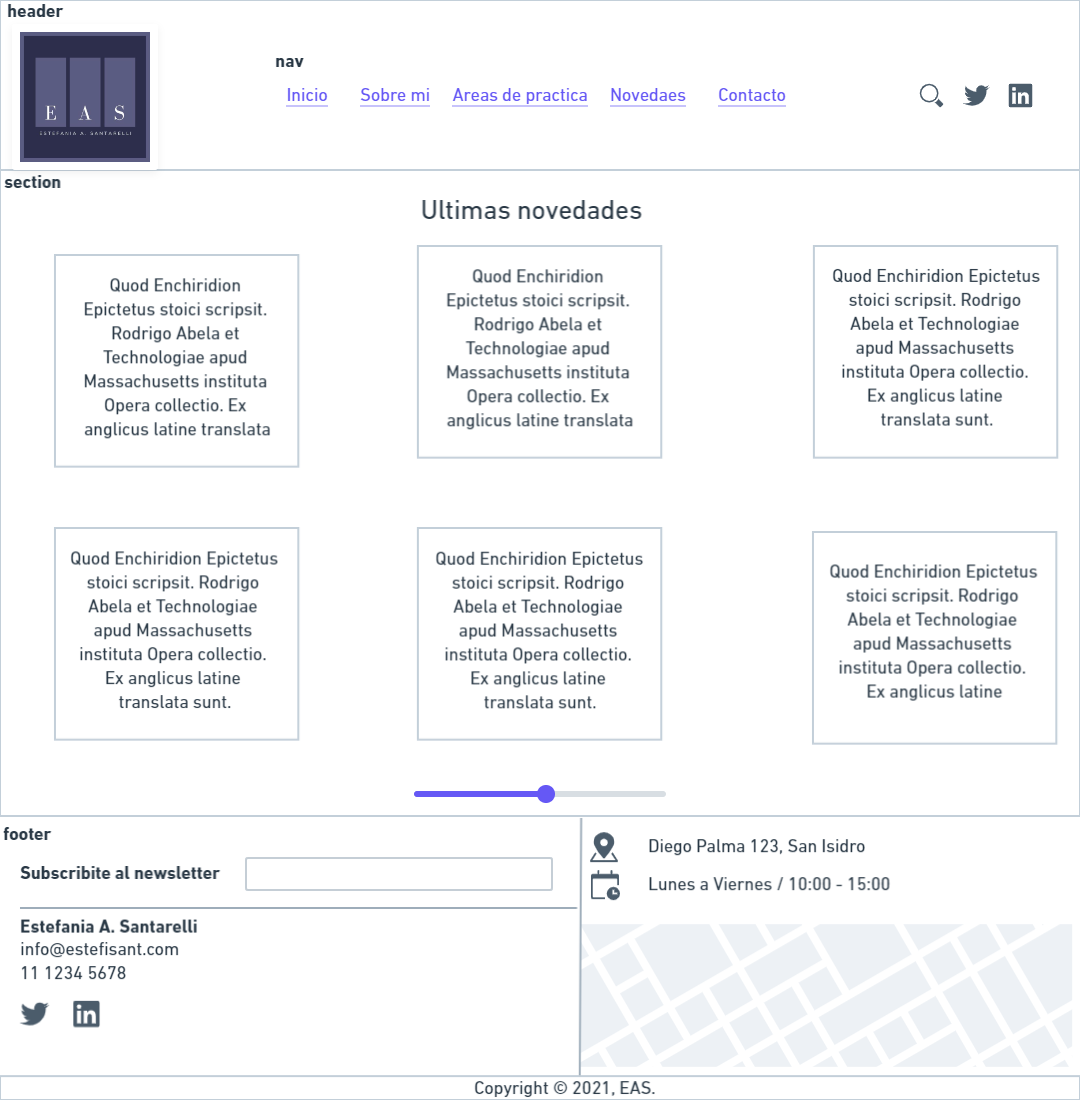 header
E A S
ESTEFANIA A. SANTARELLI
nav
Inicio
Sobre mi
Areas de practica
Novedaes
Contacto
in
section
Ultimas novedades
Quod Enchiridion
Epictetus stoici scripsit.
Rodrigo Abela et
Technologiae apud
Massachusetts instituta
Opera collectio. Ex
anglicus latine translata
Quod Enchiridion
Epictetus stoici scripsit.
Rodrigo Abela et
Technologiae apud
Massachusetts instituta
Opera collectio. Ex
anglicus latine translata
Quod Enchiridion Epictetus
stoici scripsit. Rodrigo
Abela et Technologiae
apud Massachusetts
instituta Opera collectio.
Ex anglicus latine
translata sunt.
Quod Enchiridion Epictetus
stoici scripsit. Rodrigo
Abela et Technologiae
apud Massachusetts
instituta Opera collectio.
Ex anglicus latine
translata sunt.
Quod Enchiridion Epictetus
stoici scripsit. Rodrigo
Abela et Technologiae
apud Massachusetts
instituta Opera collectio.
Ex anglicus latine
translata sunt.
Quod Enchiridion Epictetus
stoici scripsit. Rodrigo
Abela et Technologiae
apud Massachusetts
instituta Opera collectio.
Ex anglicus latine
footer
Subscribite al newsletter
Estefania A. Santarelli
info@estefisant.com
11 1234 5678
in
Diego Palma 123, San Isidro
Lunes a Viernes / 10:00 - 15:00
Copyright © 2021, EAS.